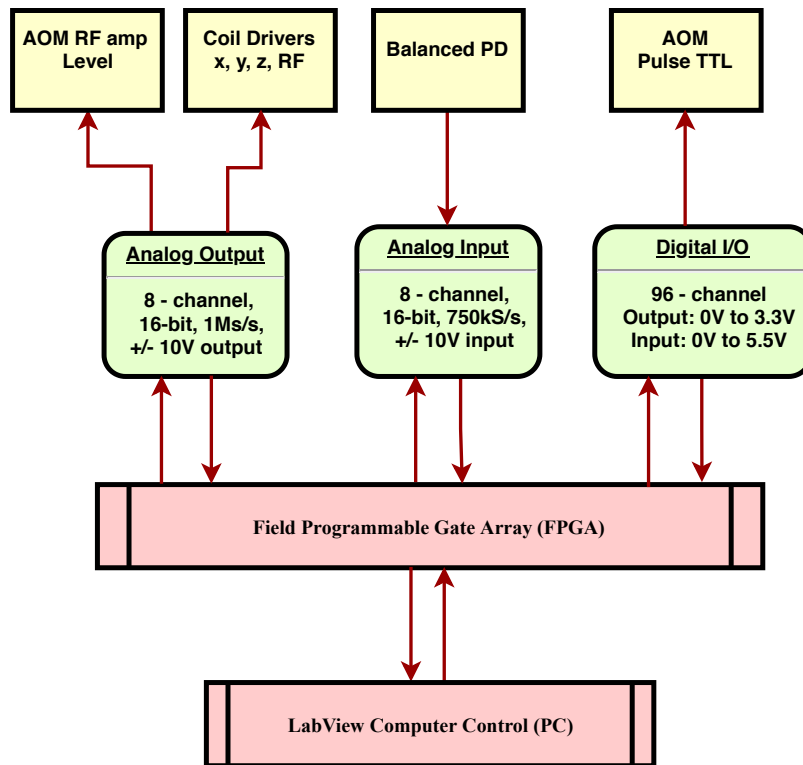 AOM RF amp
Level
Coil Drivers
x, y, z, RF
Balanced PD
AOM
Pulse TTL
Analog Output
8 - channel,
16-bit, 1Ms/s,
+/- 10V output
Analog Input
8 - channel,
16-bit, 750kS/s,
+/- 10V input
Digital I/O
96 - channel
Output: 0V to 3.3V
Input: 0V to 5.5V
Field Programmable Gate Array (FPGA)
LabView Computer Control (PC)